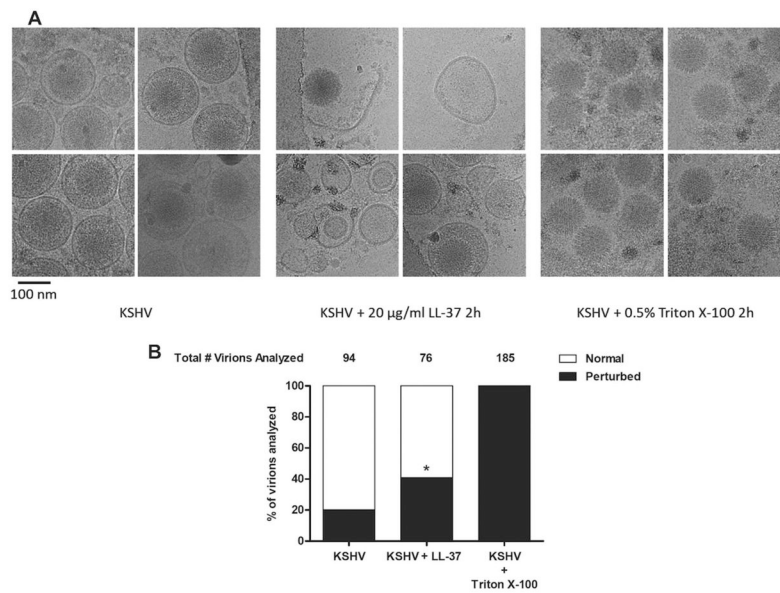 A
100 nm
KSHV
KSHV + 20 µg/ml LL-37 2h
KSHV + 0.5% Triton X-100 2h
B
Total # Virions Analyzed 94 76 185
Normal
Perturbed
% of virions analyzed
100
80
60
40
20
0
*
KSHV
KSHV + LL-37
KSHV
+
Triton X-100